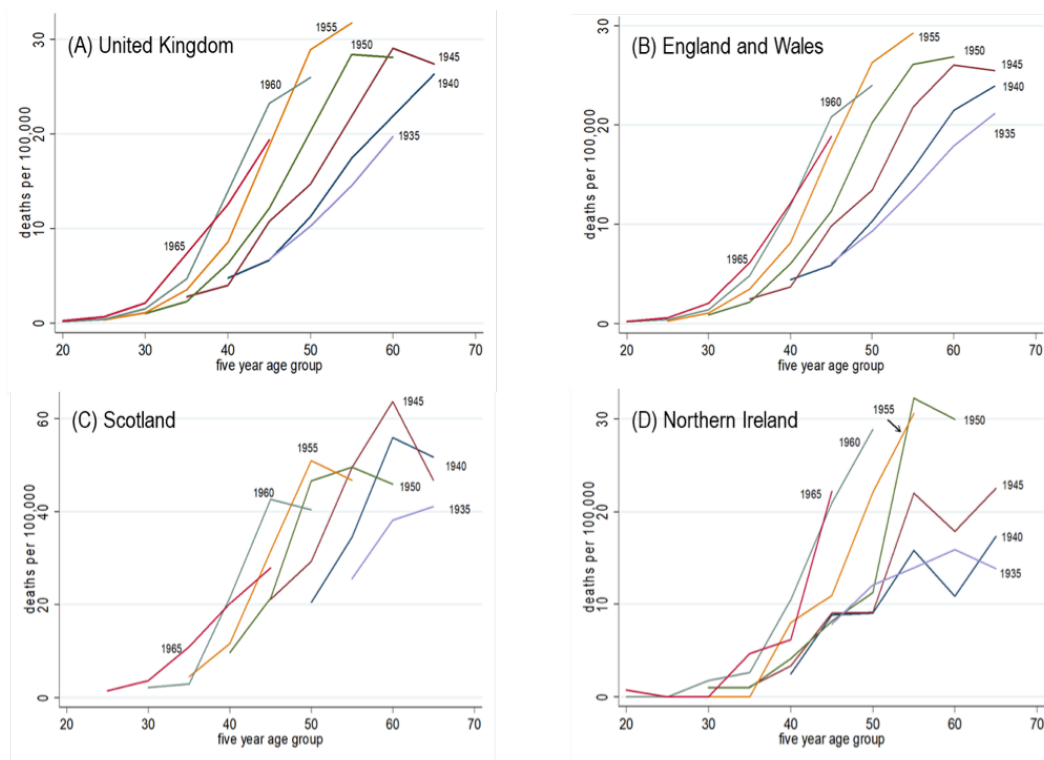 (A) United Kingdom
deaths per 100,000
30
20
10
0
1955
1950
1945
1960
1940
1935
1965
20 30 40 50 60 70
five year age group
(B) England and Wales
deaths per 100,000
30
20
10
0
1955
1950
1945
1960
1940
1935
1965
20 30 40 50 60 70
five year age group
(C) Scotland
deaths per 100,000
60
40
20
0
1945
1955
1940
1960
1950
1935
1965
20 30 40 50 60 70
five year age group
(D) Northern Ireland
deaths per 100,000
30
20
10
0
1955
1950
1960
1945
1965
1940
1935
20 30 40 50 60 70
five year age group